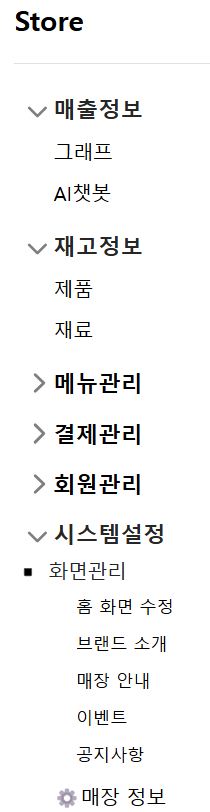 Store
매출정보
그래프
AI챗봇
재고정보
제품
재료
메뉴관리
결제관리
회원관리
시스템설정
화면관리
홈 화면 수정
브랜드 소개
매장 안내
이벤트
공지사항
매장 정보